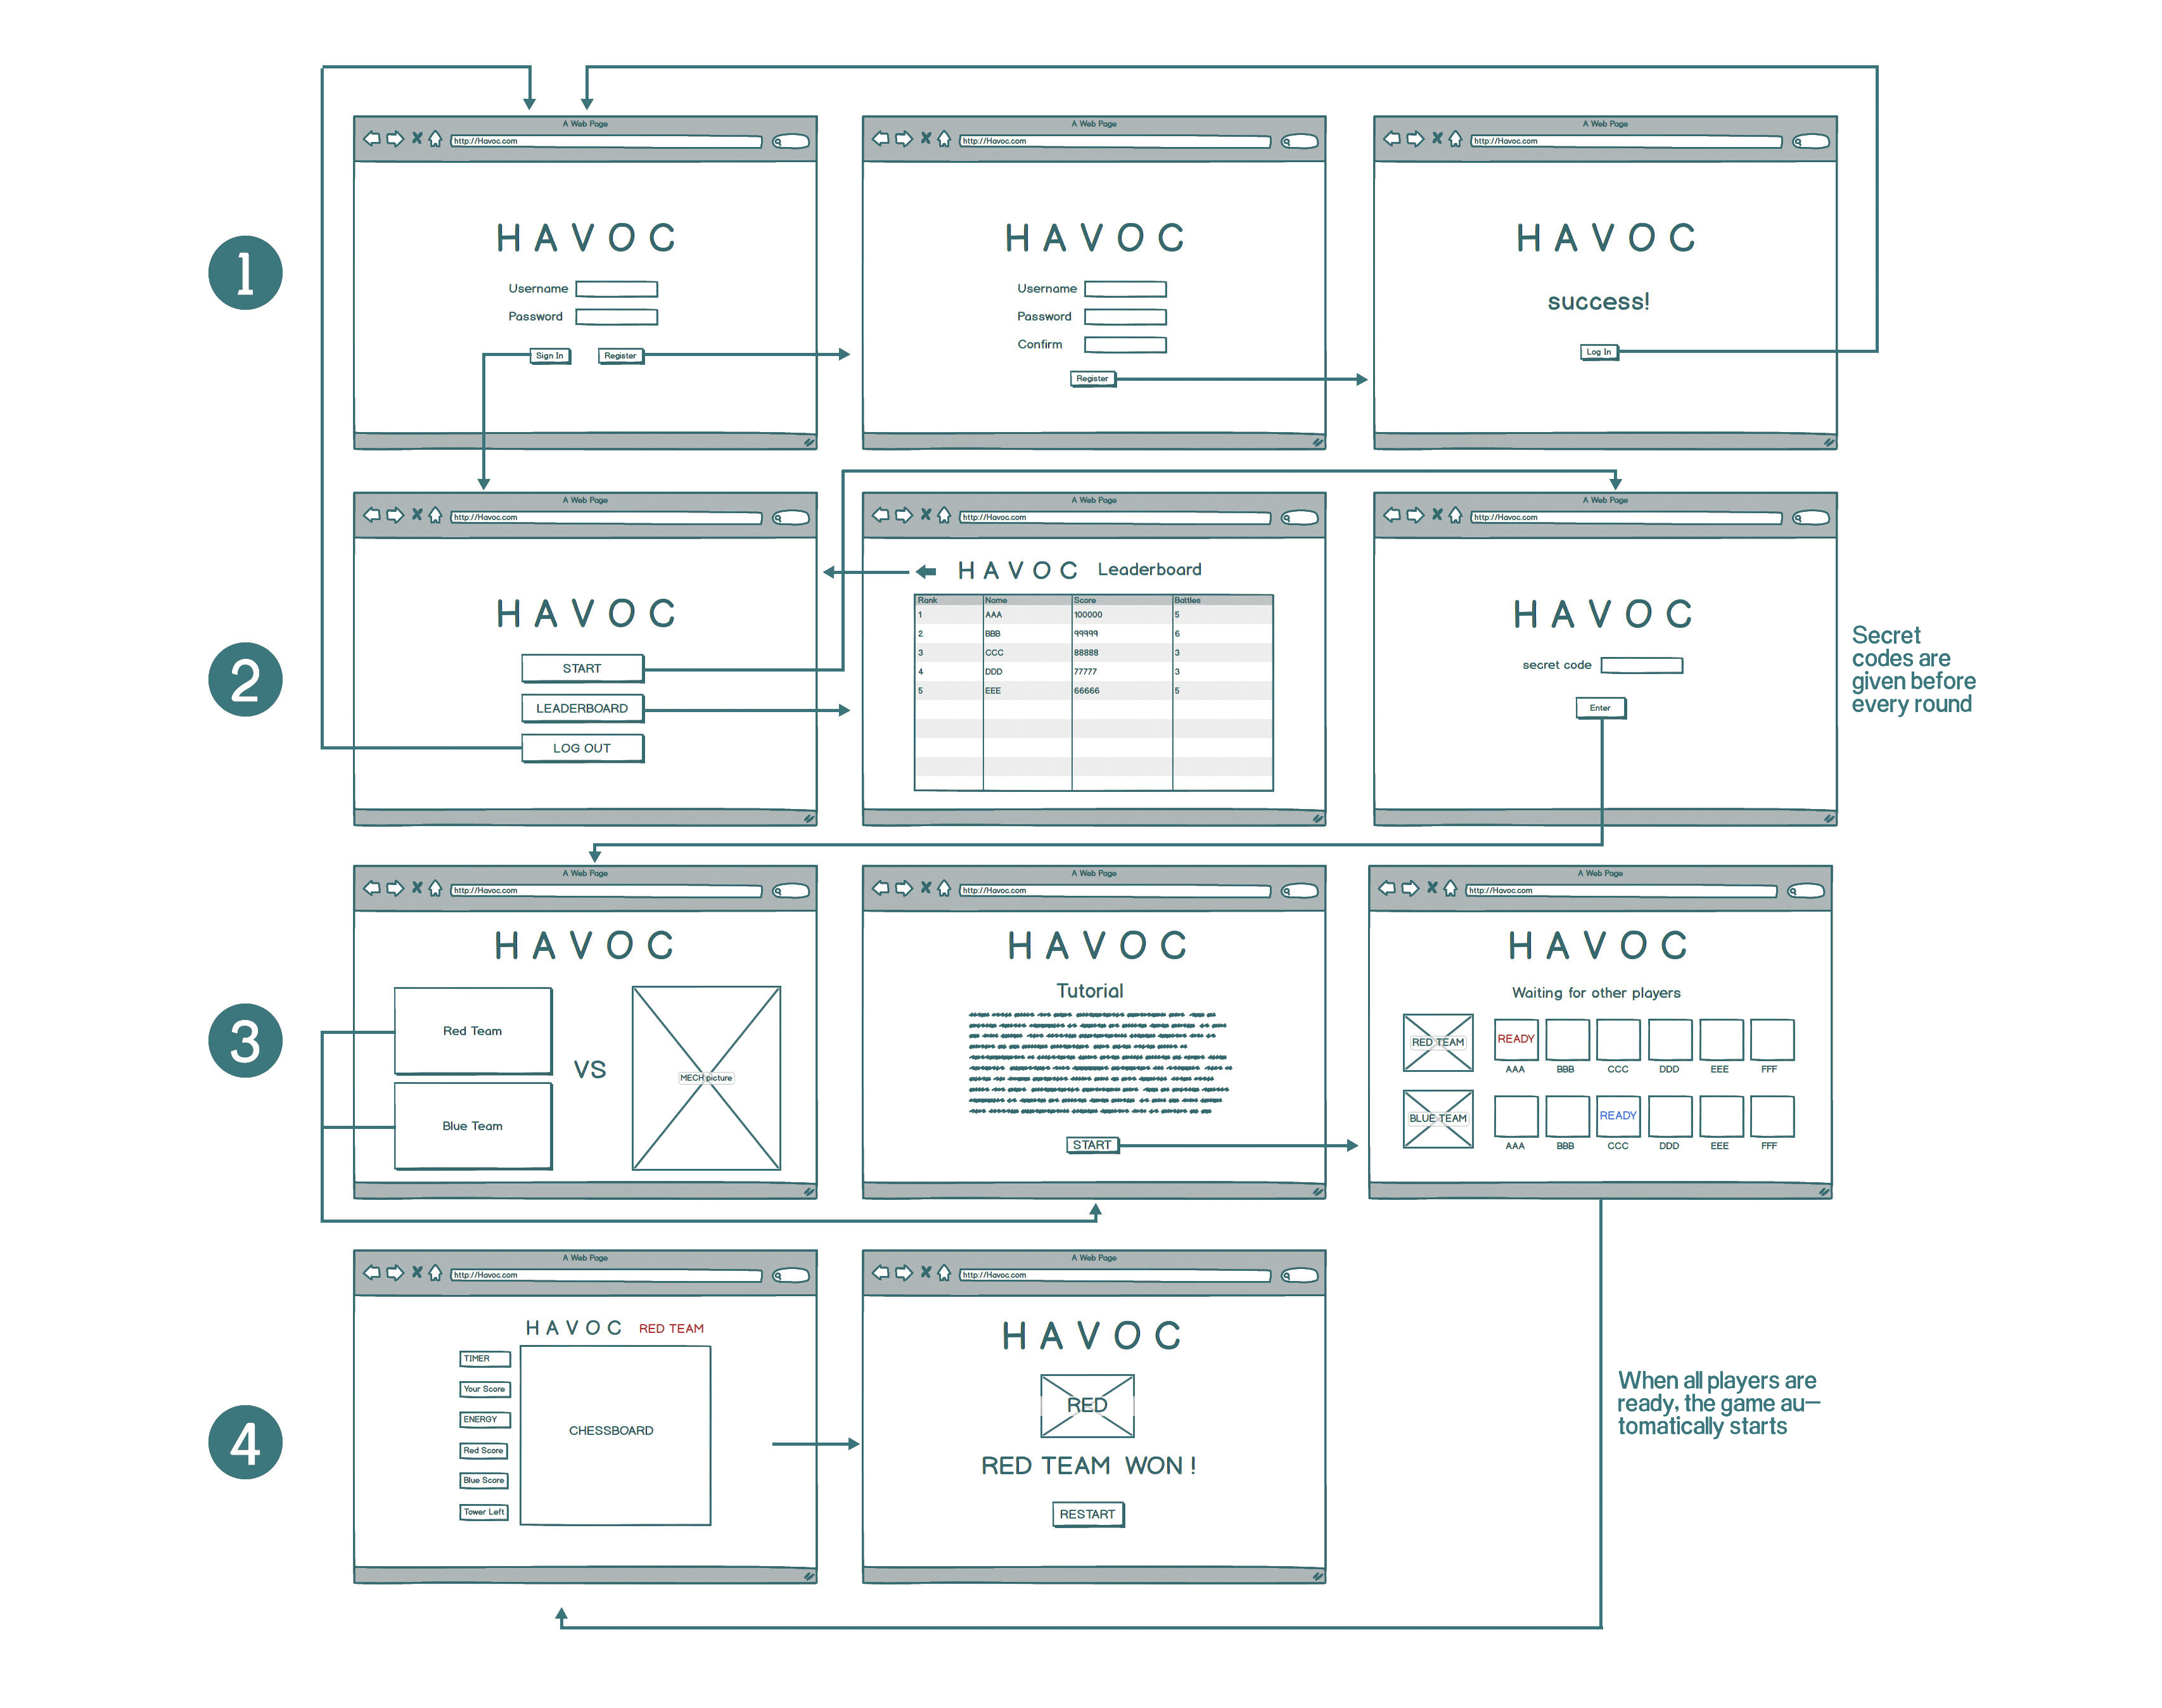 1
A Web Page
http://Havoc.com
HAVOC
Username
Password
Sign In
Register
A Web Page
http://Havoc.com
HAVOC
Username
Password
Confirm
Register
A Web Page
http://Havoc.com
HAVOC
success!
Log In
2
A Web Page
http://Havoc.com
HAVOC
START
LEADERBOARD
LOG OUT
A Web Page
http://Havoc.com
HAVOC Leaderboard
Rank Name Score Battles
1 AAA 100000 5
2 BBB 99999 6
3 CCC 88888 3
4 DDD 77777 3
5 EEE 66666 5
A Web Page
http://Havoc.com
HAVOC
secret code
Enter
Secret
codes are
given before
every round
3
A Web Page
http://Havoc.com
HAVOC
Red Team
VS
MECH picture
Blue Team
A Web Page
http://Havoc.com
HAVOC
Tutorial
START
A Web Page
http://Havoc.com
HAVOC
Waiting for other players
RED TEAM READY
AAA BBB CCC DDD EEE FFF
BLUE TEAM READY
AAA BBB CCC DDD EEE FFF
4
A Web Page
http://Havoc.com
HAVOC RED TEAM
TIMER
Your Score
ENERGY
Red Score
Blue Score
Tower Left
CHESSBOARD
A Web Page
http://Havoc.com
HAVOC
RED
RED TEAM WON !
RESTART
When all players are
ready, the game au-
tomatically starts